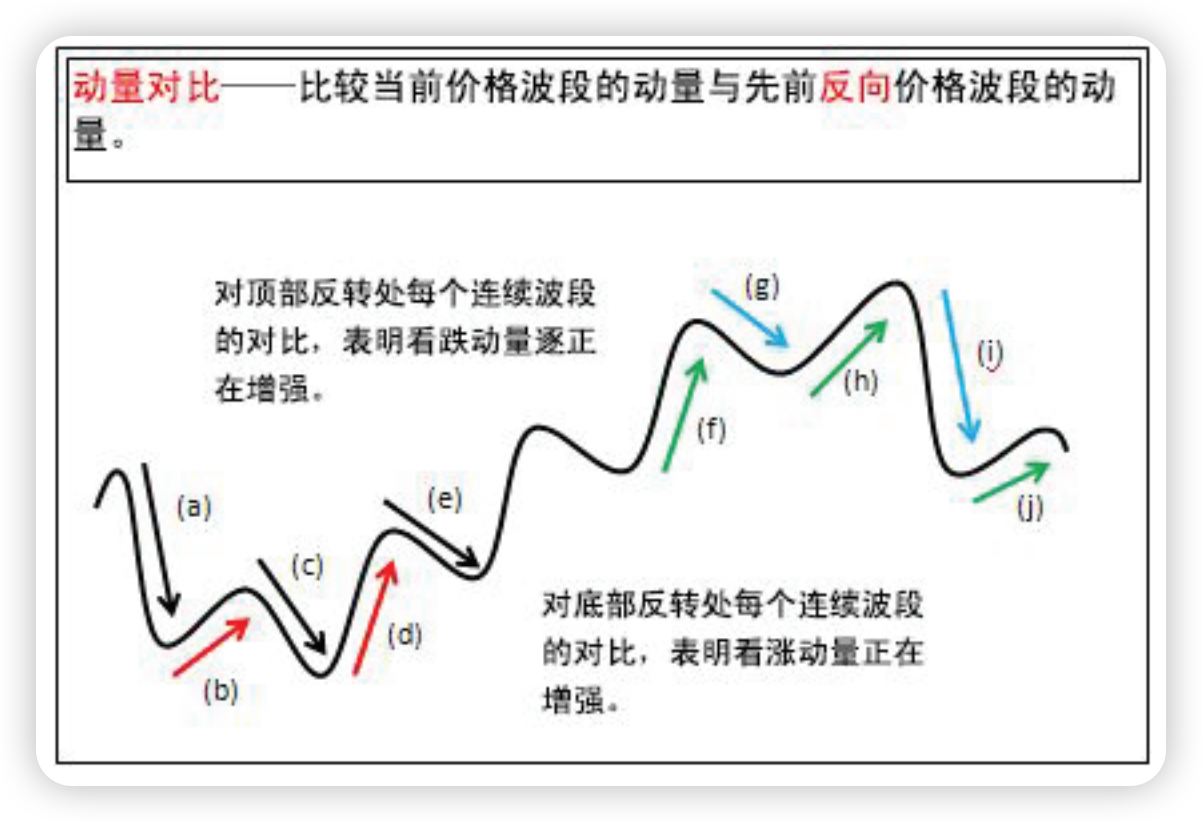 动量对比——比较当前价格波段的动量与先前反向价格波段的动
量。
对顶部反转处每个连续波段
的对比，表明看跌动量逐正
在增强。
(a)
(b)
(c)
(d)
(e)
(f)
(g)
(h)
(i)
(j)
对底部反转处每个连续波段
的对比，表明看涨动量正在
增强。